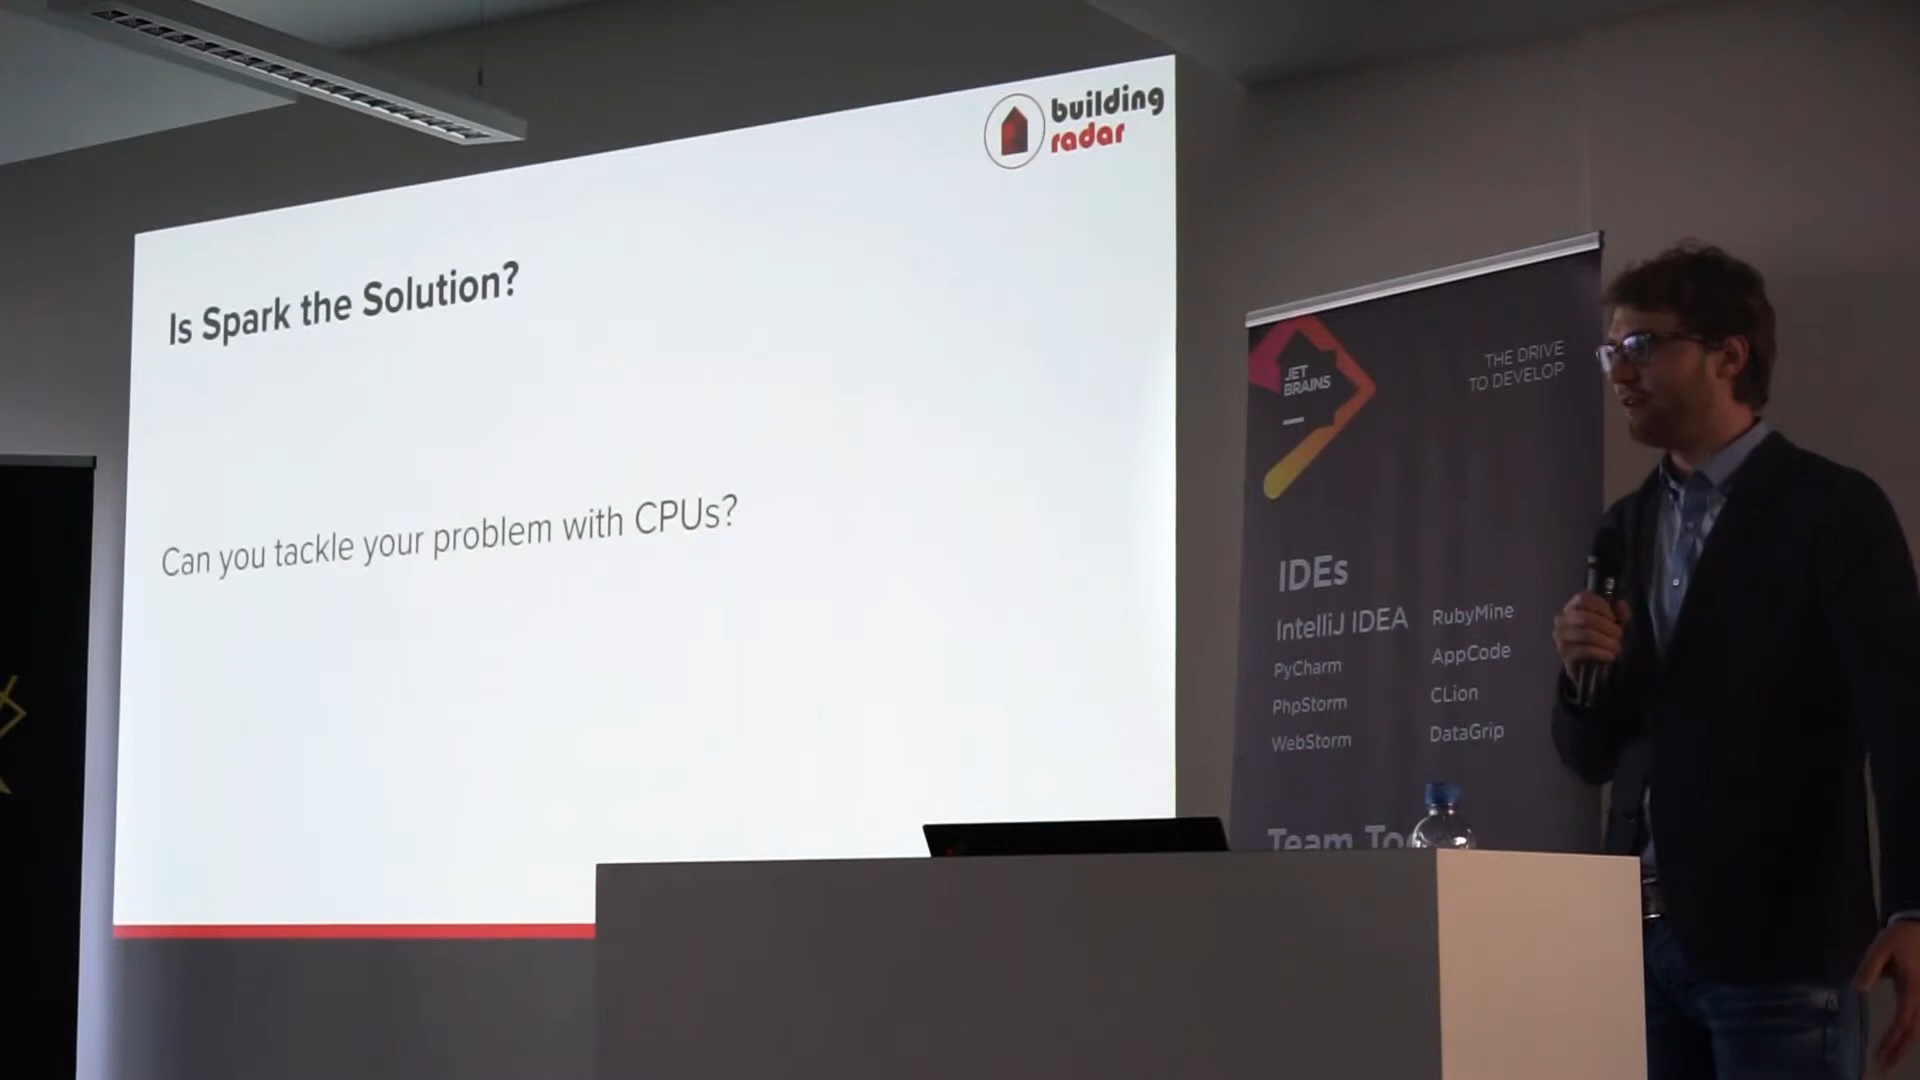 building
radar
Is Spark the Solution?
Can you tackle your problem with CPUs?
JET
BRAINS
THE DRIVE
TO DEVELOP
IDEs
IntelliJ IDEA
PyCharm
PhpStorm
WebStorm
RubyMine
AppCode
CLion
DataGrip
Team